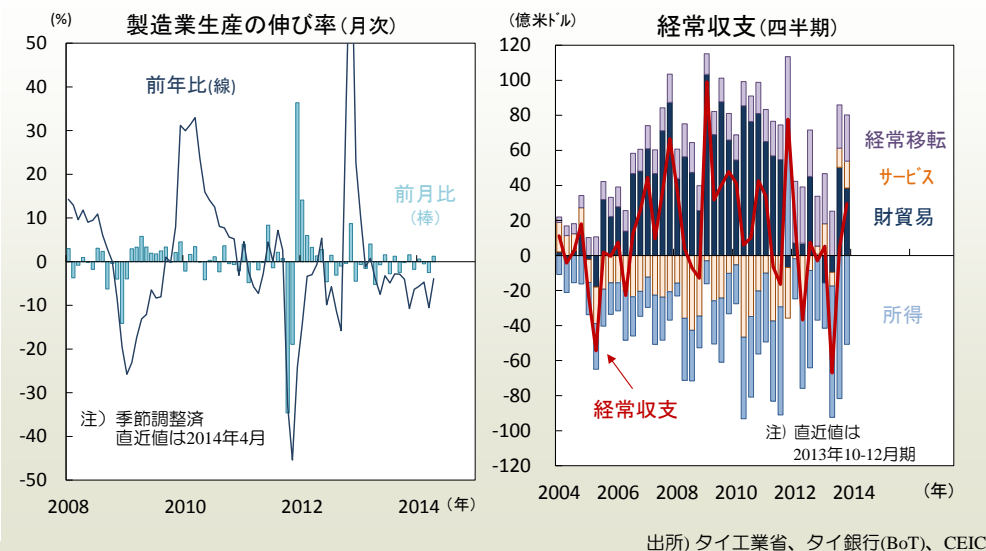 (%)
製造業生産の伸び率(月次)
50
40
30
20
10
0
-10
-20
-30
-40
-50
前年比(線)
前月比
(棒)
注）季節調整済
直近値は2014年4月
2008
2010
2012
2014
(年)
(億米ドル)
経常収支(四半期)
120
100
80
60
40
20
0
-20
-40
-60
-80
-100
-120
経常移転
サービス
財貿易
所得
経常収支
注) 直近値は
2013年10-12月期
2004
2006
2008
2010
2012
2014
(年)
出所) タイ工業省、タイ銀行(BoT)、CEIC